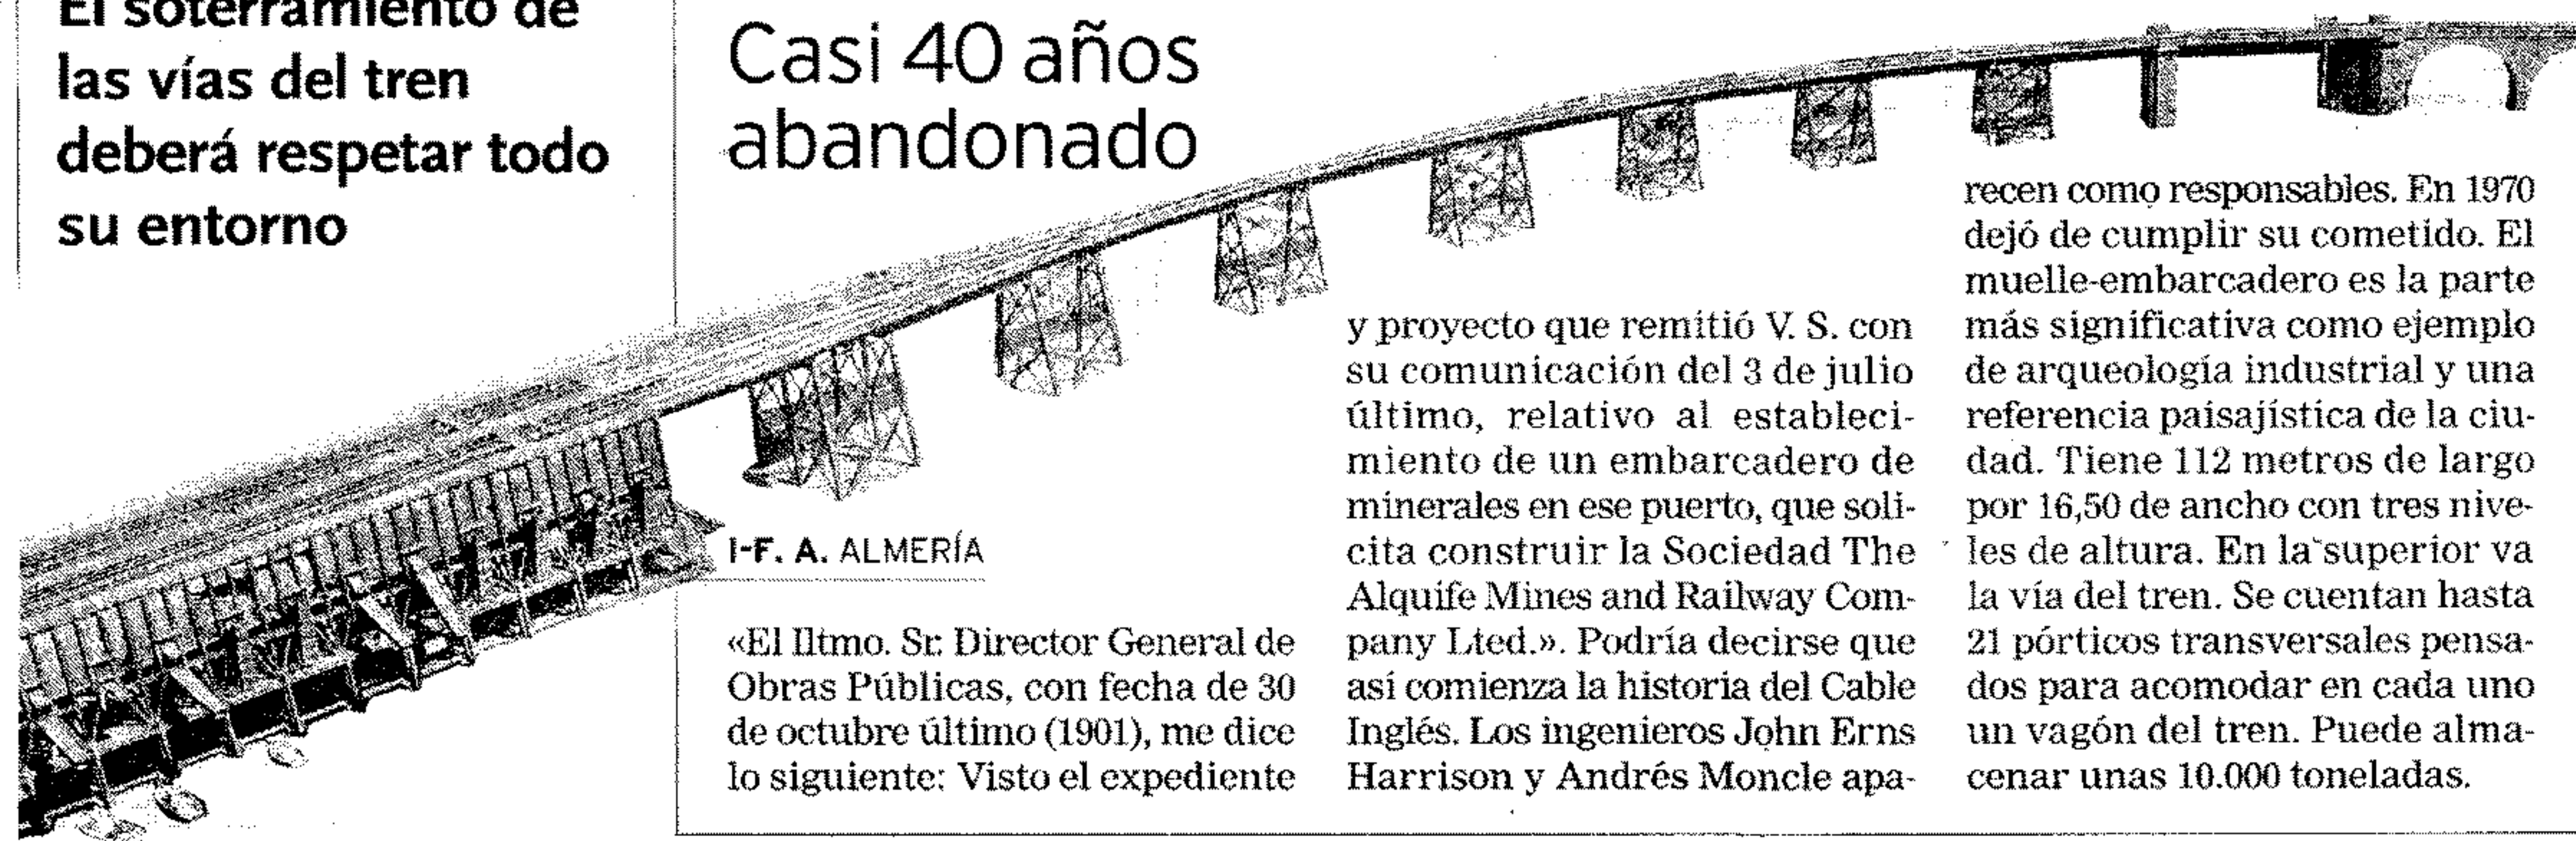 El soterramiento de
las vías del tren
deberá respetar todo
su entorno
Casi 40 años
abandonado
I-F. A. ALMERÍA
«El Iltmo. Sr. Director General de
Obras Públicas, con fecha de 30
de octubre último (1901), me dice
lo siguiente: Visto el expediente
y proyecto que remitió V. S. con
su comunicación del 3 de julio
último, relativo al estableci-
miento de un embarcadero de
minerales en ese puerto, que soli-
cita construir la Sociedad The
Alquife Mines and Railway Com-
pany Lted.». Podría decirse que
así comienza la historia del Cable
Inglés. Los ingenieros John Erns
Harrison y Andrés Moncle apa-
recen como responsables. En 1970
dejó de cumplir su cometido. El
muelle-embarcadero es la parte
más significativa como ejemplo
de arqueología industrial y una
referencia paisajística de la ciu-
dad. Tiene 112 metros de largo
por 16,50 de ancho con tres nive-
les de altura. En la superior va
la vía del tren. Se cuentan hasta
21 pórticos transversales pensa-
dos para acomodar en cada uno
un vagón del tren. Puede alma-
cenar unas 10.000 toneladas.